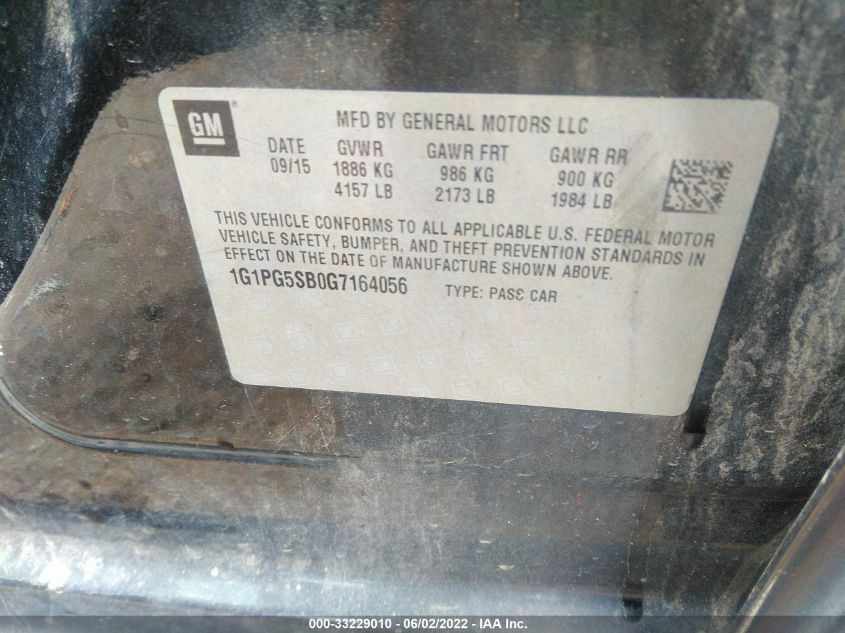 GM ®
MFD BY GENERAL MOTORS LLC
DATE GVWR GAWR FRT GAWR RR
09/15 1886 KG 986 KG 900 KG
4157 LB 2173 LB 1984 LB
THIS VEHICLE CONFORMS TO ALL APPLICABLE U.S. FEDERAL MOTOR
VEHICLE SAFETY, BUMPER, AND THEFT PREVENTION STANDARDS IN
EFFECT ON THE DATE OF MANUFACTURE SHOWN ABOVE.
1G1PG5SB0G7164056 TYPE: PASƐ CAR
000-33229010 - 06/02/2022 - IAA Inc.